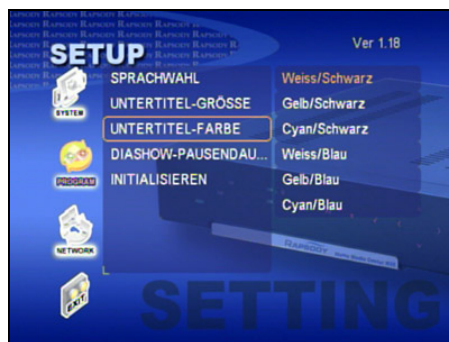 SETUP
Ver 1.18
SYSTEM
PROGRAM
NETWORK
EXIT
SPRACHWAHL
UNTERTITEL-GRÖSSE
UNTERTITEL-FARBE
DIASHOW-PAUSENDAU...
INITIALISIEREN
Weiss/Schwarz
Gelb/Schwarz
Cyan/Schwarz
Weiss/Blau
Gelb/Blau
Cyan/Blau
RAPSODY
SETTING